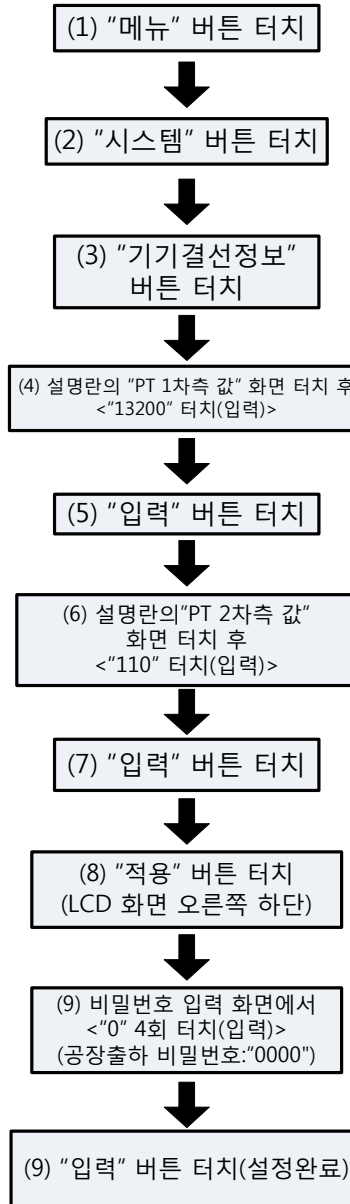 (1) "메뉴" 버튼 터치
(2) "시스템" 버튼 터치
(3) "기기결선정보"
버튼 터치
(4) 설명란의 "PT 1차측 값" 화면 터치 후
<"13200" 터치(입력)>
(5) "입력" 버튼 터치
(6) 설명란의"PT 2차측 값"
화면 터치 후
<"110" 터치(입력)>
(7) "입력" 버튼 터치
(8) "적용" 버튼 터치
(LCD 화면 오른쪽 하단)
(9) 비밀번호 입력 화면에서
<"0" 4회 터치(입력)>
(공장출하 비밀번호:"0000")
(9) "입력" 버튼 터치(설정완료)